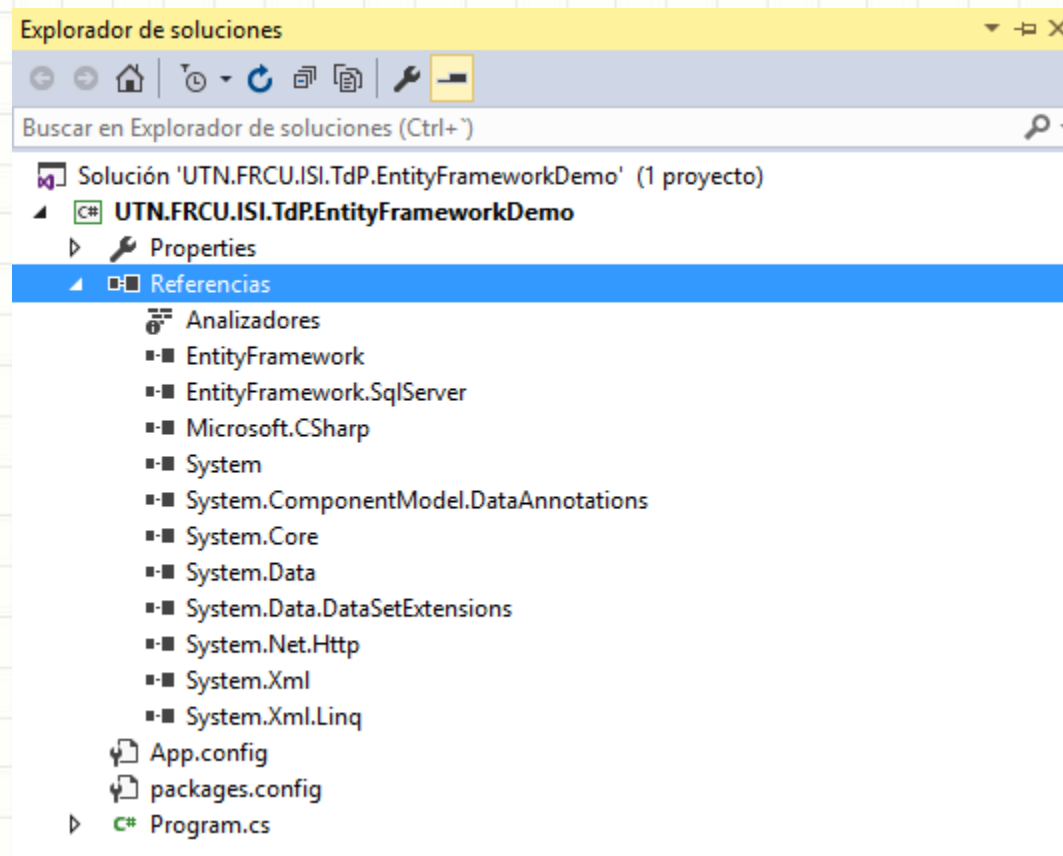 Explorador de soluciones
Buscar en Explorador de soluciones (Ctrl+`)
Solución 'UTN.FRCU.ISI.TdP.EntityFrameworkDemo' (1 proyecto)
C# UTN.FRCU.ISI.TdP.EntityFrameworkDemo
Properties
Referencias
Analizadores
EntityFramework
EntityFramework.SqlServer
Microsoft.CSharp
System
System.ComponentModel.DataAnnotations
System.Core
System.Data
System.Data.DataSetExtensions
System.Net.Http
System.Xml
System.Xml.Linq
App.config
packages.config
C# Program.cs